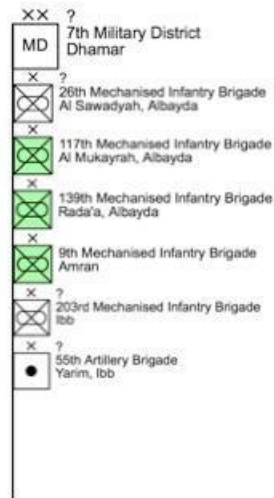 XX ?
MD
7th Military District
Dhamar
X ?
26th Mechanised Infantry Brigade
Al Sawadyah, Albayda
X
117th Mechanised Infantry Brigade
Al Mukayrah, Albayda
X
139th Mechanised Infantry Brigade
Rada'a, Albayda
X
9th Mechanised Infantry Brigade
Amran
X ?
203rd Mechanised Infantry Brigade
Ibb
X ?
55th Artillery Brigade
Yarim, Ibb